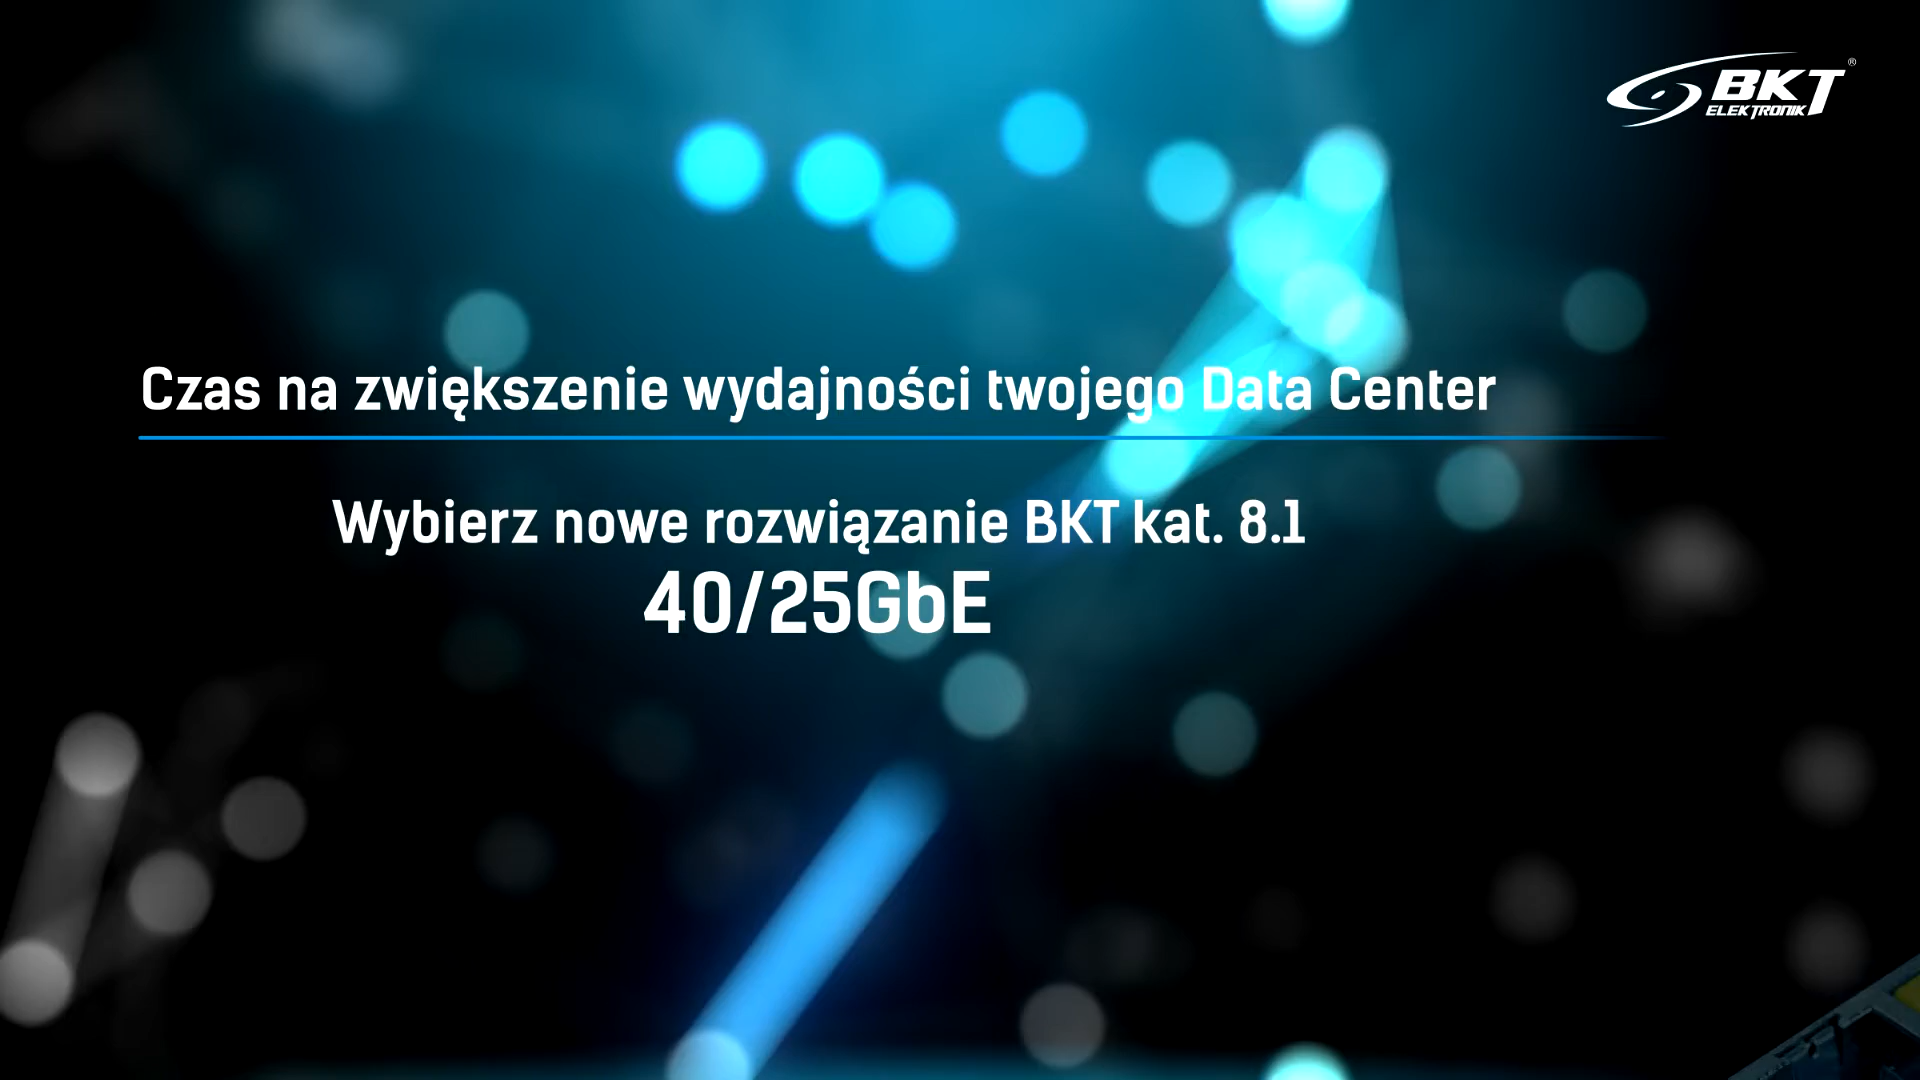 BKT®
ELEKTRONIK
Czas na zwiększenie wydajności twojego Data Center
Wybierz nowe rozwiązanie BKT kat. 8.1
40/25GbE